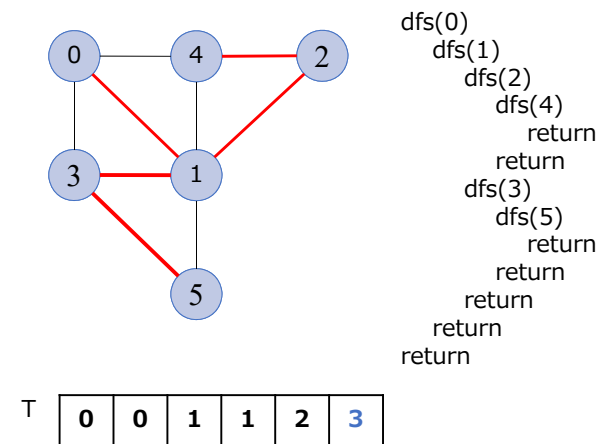 0 4 2
3 1
5
dfs(0)
dfs(1)
dfs(2)
dfs(4)
return
return
dfs(3)
dfs(5)
return
return
return
return
return
T 0 0 1 1 2 3